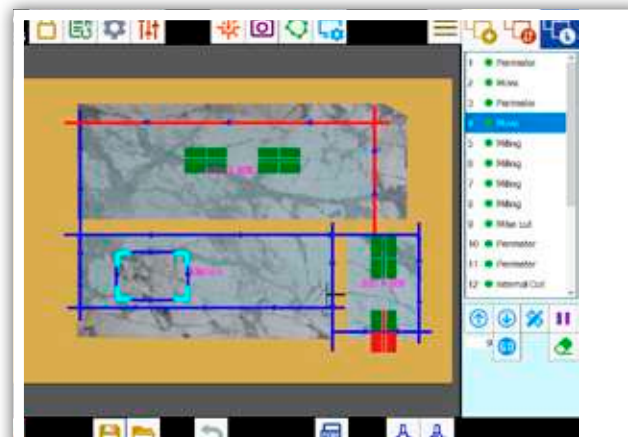 1 Perimeter
2 Move
3 Perimeter
4 Move
5 Milling
6 Milling
7 Milling
8 Milling
9 Miter cut
10 Perimeter
11 Perimeter
12 Internal Cut